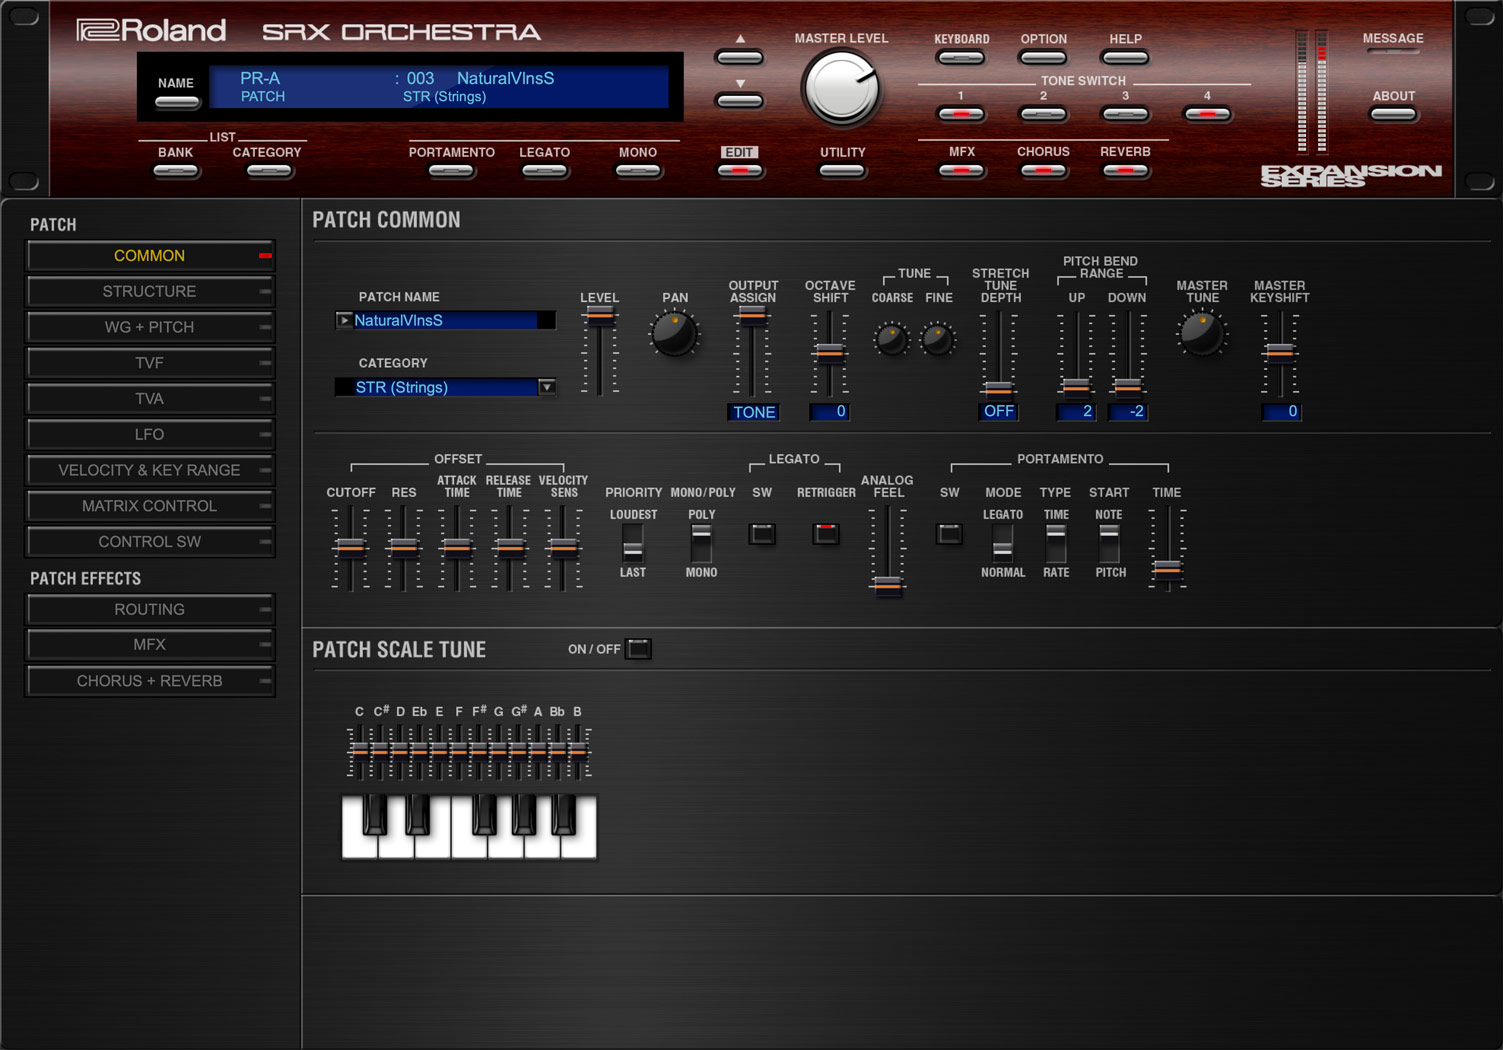 Roland SRX ORCHESTRA
NAME
PR-A : 003 NaturalVlnsS
PATCH STR (Strings)
MASTER LEVEL
KEYBOARD OPTION HELP
TONE SWITCH
1 2 3 4
MESSAGE
ABOUT
LIST
BANK CATEGORY
PORTAMENTO LEGATO MONO
EDIT
UTILITY
MFX CHORUS REVERB
EXPANSION
SERIES
PATCH
COMMON
STRUCTURE
WG + PITCH
TVF
TVA
LFO
VELOCITY & KEY RANGE
MATRIX CONTROL
CONTROL SW
PATCH EFFECTS
ROUTING
MFX
CHORUS + REVERB
PATCH COMMON
PATCH NAME
NaturalVlnsS
CATEGORY
STR (Strings)
LEVEL
PAN
OUTPUT
ASSIGN
TONE
OCTAVE
SHIFT
0
TUNE
COARSE FINE
STRETCH
TUNE
DEPTH
OFF
PITCH BEND
RANGE
UP DOWN
2 -2
MASTER
TUNE
MASTER
KEYSHIFT
0
OFFSET
CUTOFF
RES
ATTACK
TIME
RELEASE
TIME
VELOCITY
SENS
PRIORITY
LOUDEST
LAST
MONO/POLY
POLY
MONO
LEGATO
SW RETRIGGER
ANALOG
FEEL
PORTAMENTO
SW MODE TYPE START TIME
LEGATO TIME NOTE
NORMAL RATE PITCH
PATCH SCALE TUNE
ON / OFF
C C# D Eb E F F# G G# A Bb B